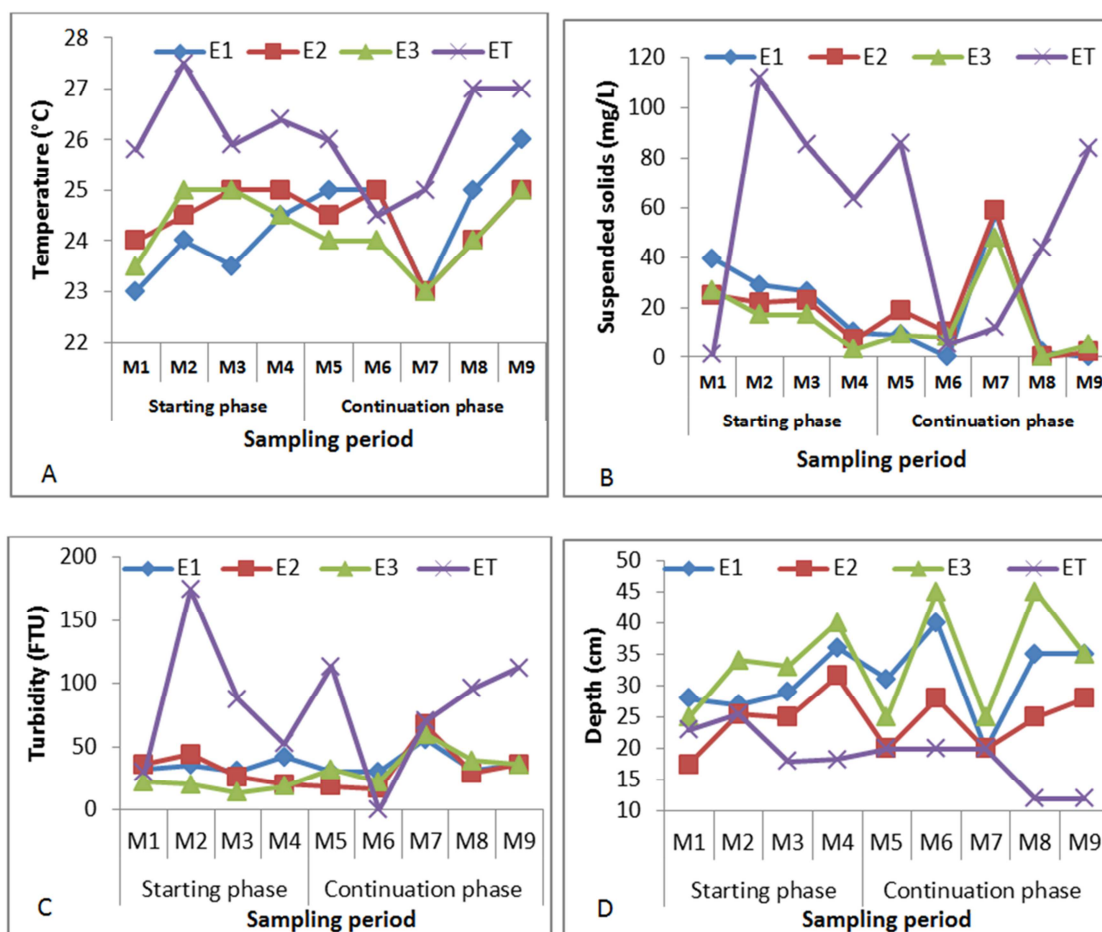 E1 E2 E3 ET
Temperature (°C)
28
27
26
25
24
23
22
M1 M2 M3 M4 M5 M6 M7 M8 M9
Starting phase Continuation phase
Sampling period
A
E1 E2 E3 ET
Suspended solids (mg/L)
120
100
80
60
40
20
0
M1 M2 M3 M4 M5 M6 M7 M8 M9
Starting phase Continuation phase
Sampling period
B
E1 E2 E3 ET
Turbidity (FTU)
200
150
100
50
0
M1 M2 M3 M4 M5 M6 M7 M8 M9
Starting phase Continuation phase
Sampling period
C
E1 E2 E3 ET
Depth (cm)
50
45
40
35
30
25
20
15
10
M1 M2 M3 M4 M5 M6 M7 M8 M9
Starting phase Continuation phase
Sampling period
D